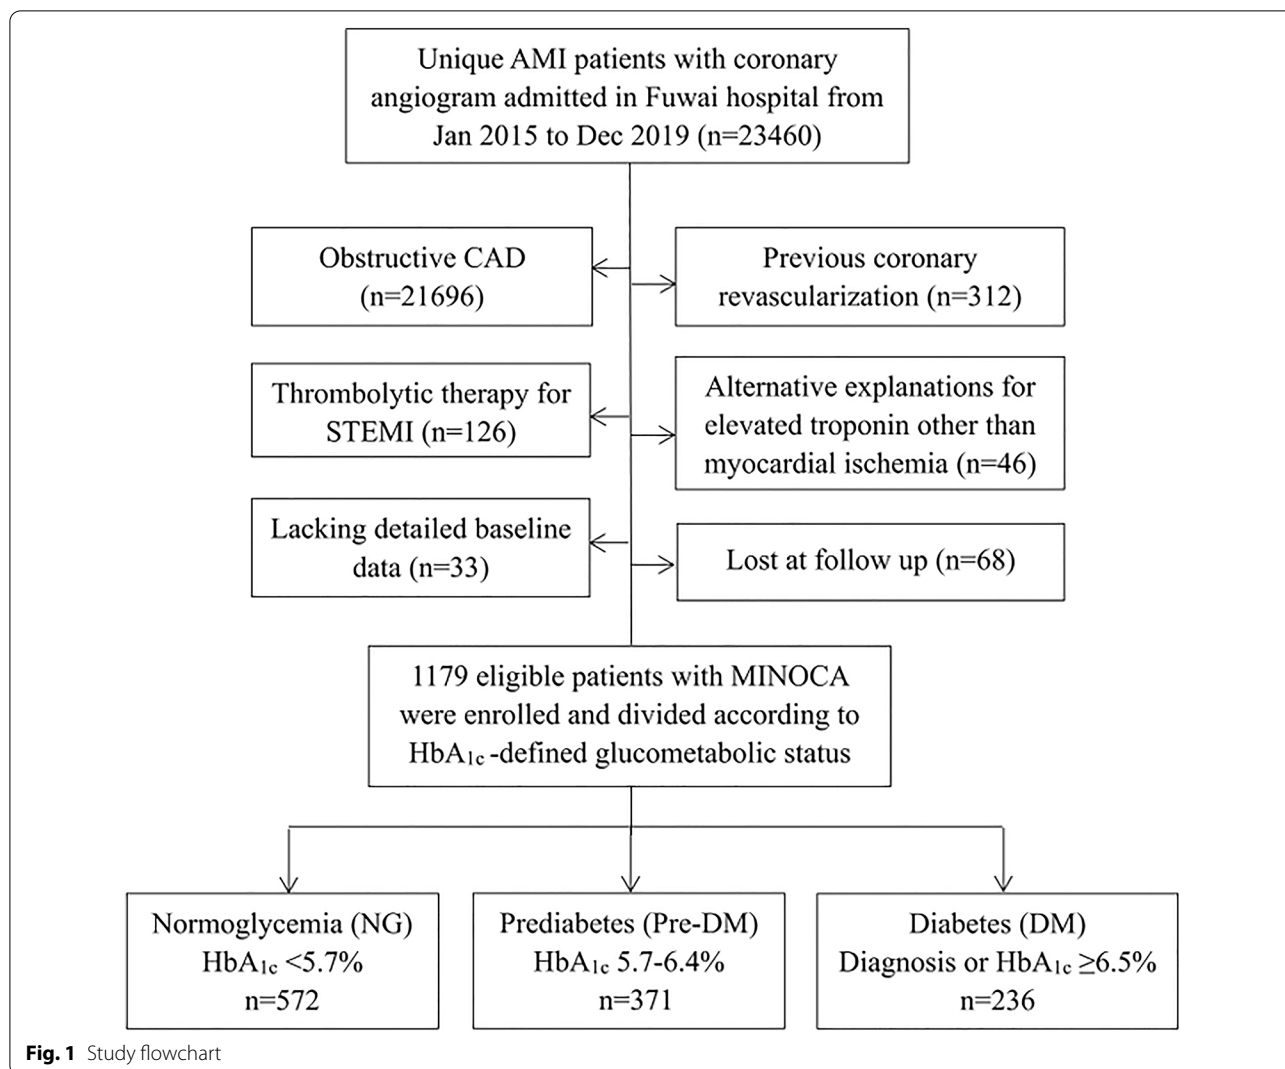 Unique AMI patients with coronary
angiogram admitted in Fuwai hospital from
Jan 2015 to Dec 2019 (n=23460)
Obstructive CAD
(n=21696)
Previous coronary
revascularization (n=312)
Thrombolytic therapy for
STEMI (n=126)
Alternative explanations for
elevated troponin other than
myocardial ischemia (n=46)
Lacking detailed baseline
data (n=33)
Lost at follow up (n=68)
1179 eligible patients with MINOCA
were enrolled and divided according to
HbA1c -defined glucometabolic status
Normoglycemia (NG)
HbA1c <5.7%
n=572
Prediabetes (Pre-DM)
HbA1c 5.7-6.4%
n=371
Diabetes (DM)
Diagnosis or HbA1c ≥6.5%
n=236
Fig. 1 Study flowchart